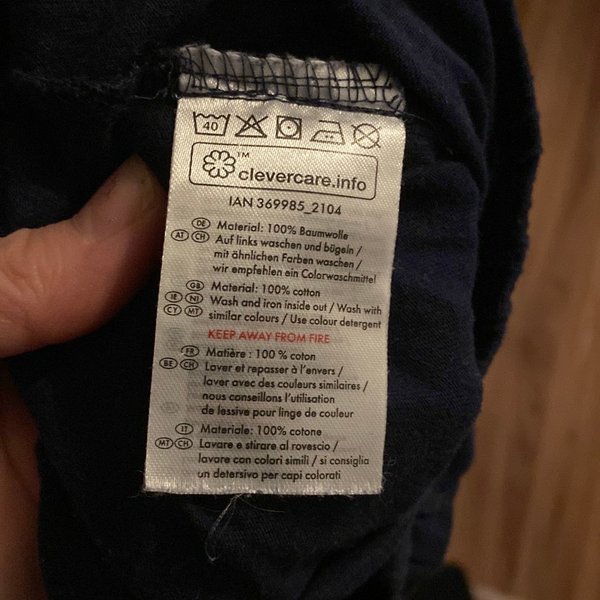 40
™
clevercare.info
IAN 369985_2104
DE Material: 100% Baumwolle
AT CH Auf links waschen und bügeln /
mit ähnlichen Farben waschen /
wir empfehlen ein Colorwaschmittel
GB Material: 100% cotton
IE NI Wash and iron inside out / Wash with
CY MT similar colours / Use colour detergent
KEEP AWAY FROM FIRE
FR Matière : 100 % coton
BE CH Laver et repasser à l'envers /
laver avec des couleurs similaires /
nous conseillons l'utilisation
de lessive pour linge de couleur
IT Materiale: 100% cotone
MT CH Lavare e stirare al rovescio /
lavare con colori simili / si consiglia
un detersivo per capi colorati